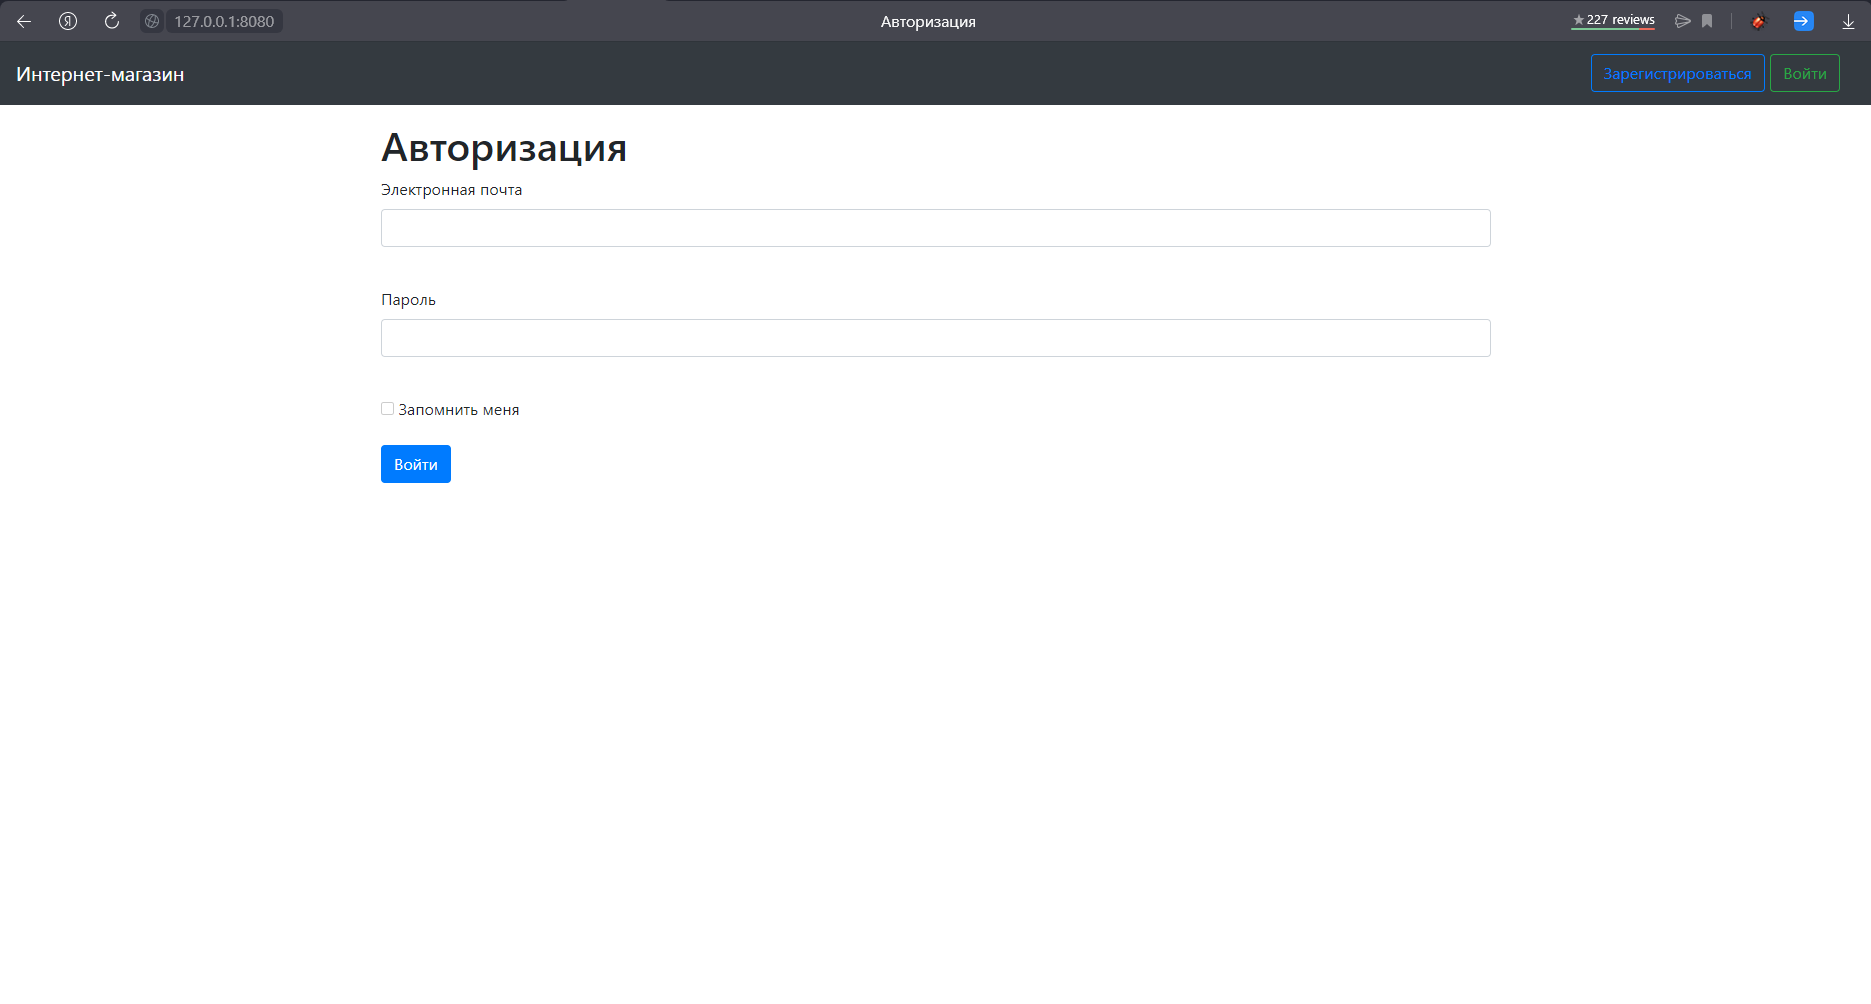 127.0.0.1:8080
Авторизация
★227 reviews
Интернет-магазин
Зарегистрироваться
Войти
Авторизация
Электронная почта
Пароль
Запомнить меня
Войти